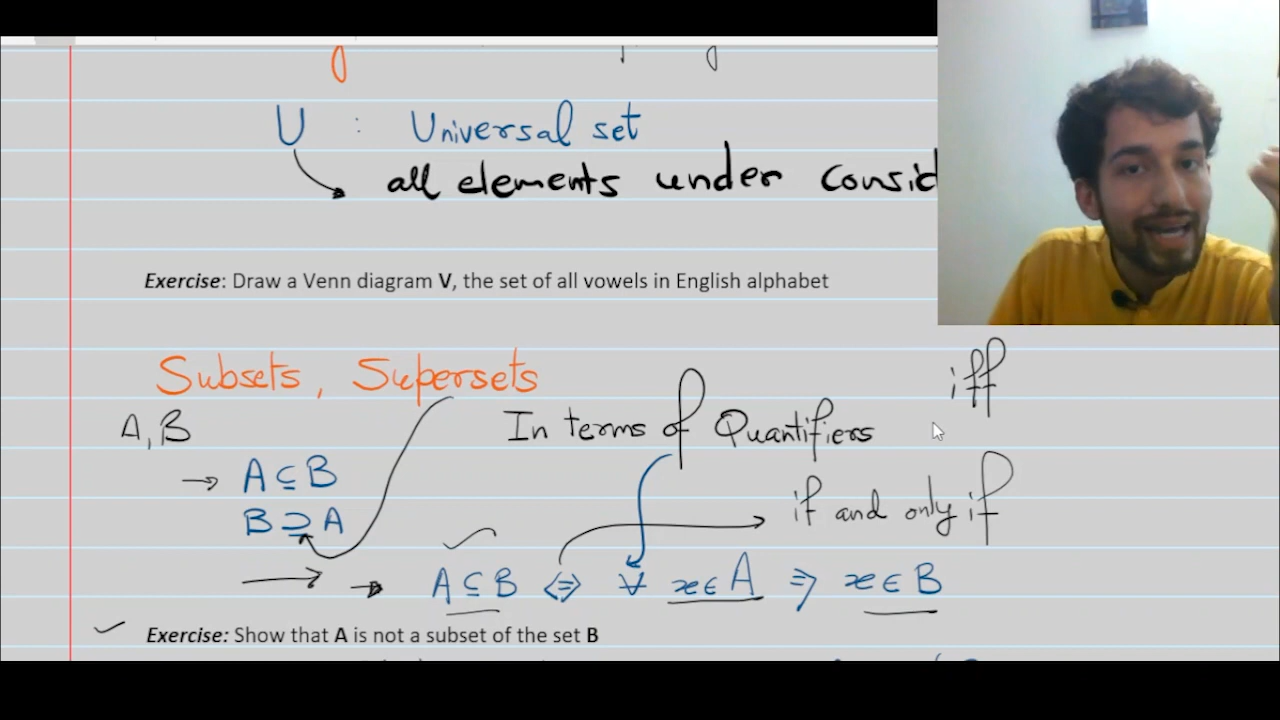 U : Universal set
all elements under consid
Exercise: Draw a Venn diagram V, the set of all vowels in English alphabet
Subsets, Supersets
iff
A, B
In terms of Quantifiers
→ A ⊆ B
B ⊇ A
if and only if
→ → A ⊆ B ⇔ ∀ x ∈ A ⇒ x ∈ B
✓ Exercise: Show that A is not a subset of the set B